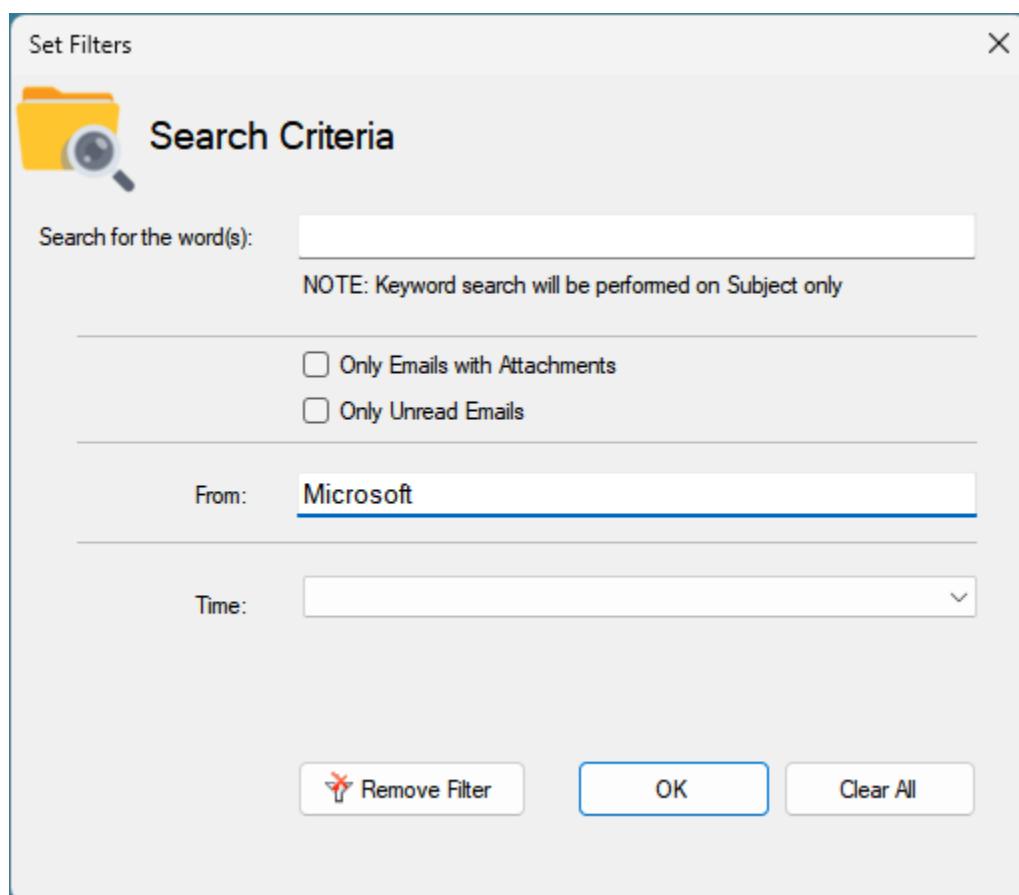 Set Filters
Search Criteria
Search for the word(s):
NOTE: Keyword search will be performed on Subject only
Only Emails with Attachments
Only Unread Emails
From: Microsoft
Time:
Remove Filter OK Clear All